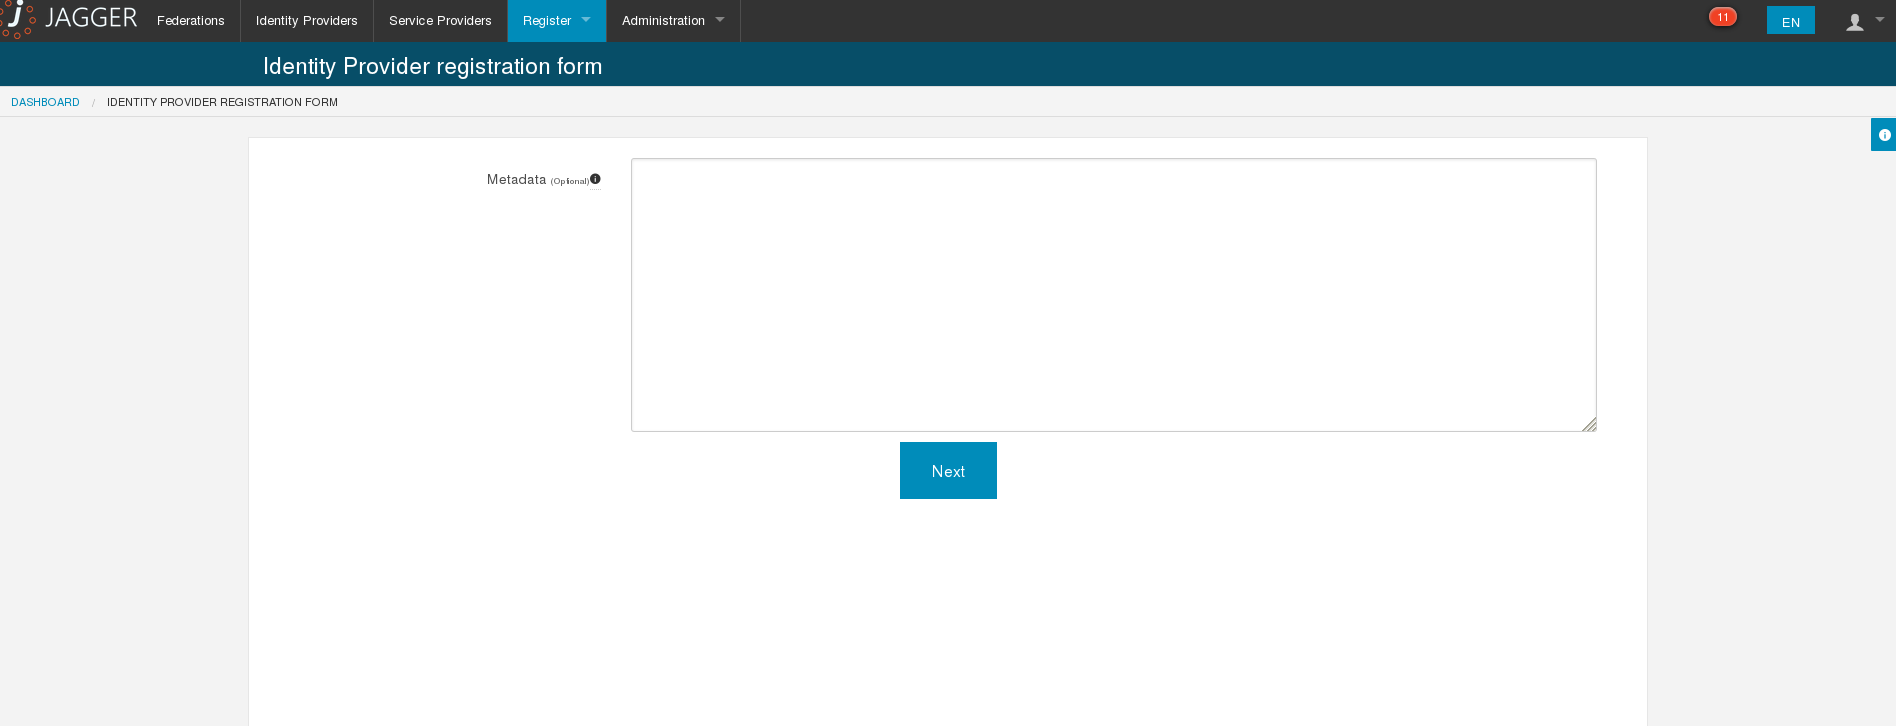 JAGGER Federations Identity Providers Service Providers Register Administration 11 EN
Identity Provider registration form
DASHBOARD / IDENTITY PROVIDER REGISTRATION FORM
Metadata (Optional)
Next